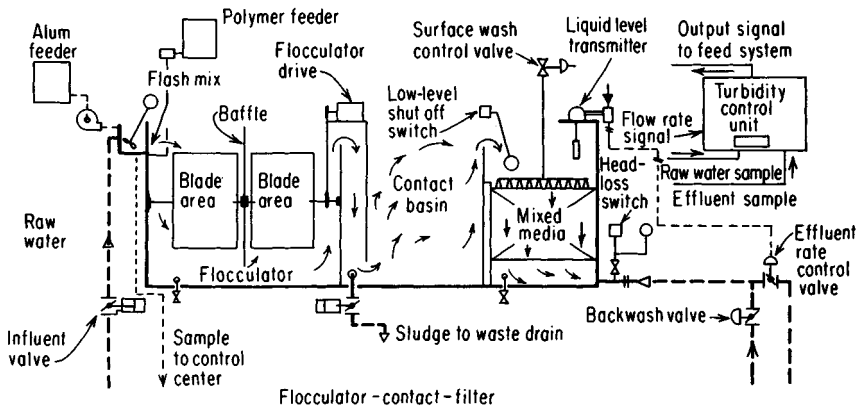 Alum
feeder
Polymer feeder
Flash mix
Flocculator
drive
Baffle
Surface wash
control valve
Liquid level
transmitter
Output signal
to feed system
Low-level
shut off
switch
Turbidity
control
unit
Flow rate
signal
Raw water sample
Effluent sample
Head-
loss
switch
Blade
area
Blade
area
Contact
basin
Mixed
media
Raw
water
Flocculator
Effluent
rate
control
valve
Influent
valve
Sample
to control
center
Sludge to waste drain
Backwash valve
Flocculator-contact-filter